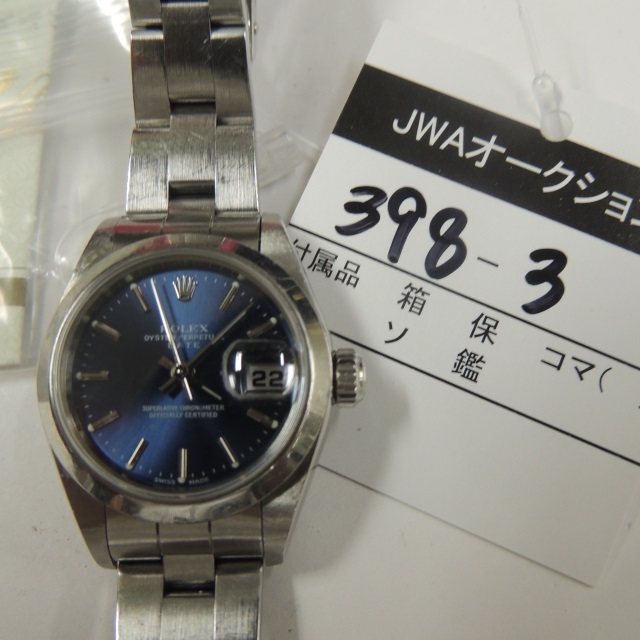 ROLEX
OYSTER PERPETUAL
DATE
22
SUPERLATIVE CHRONOMETER
OFFICIALLY CERTIFIED
SWISS MADE
JWAオークショ
398-3
付属品 箱 保 コマ(
ソ 鑑